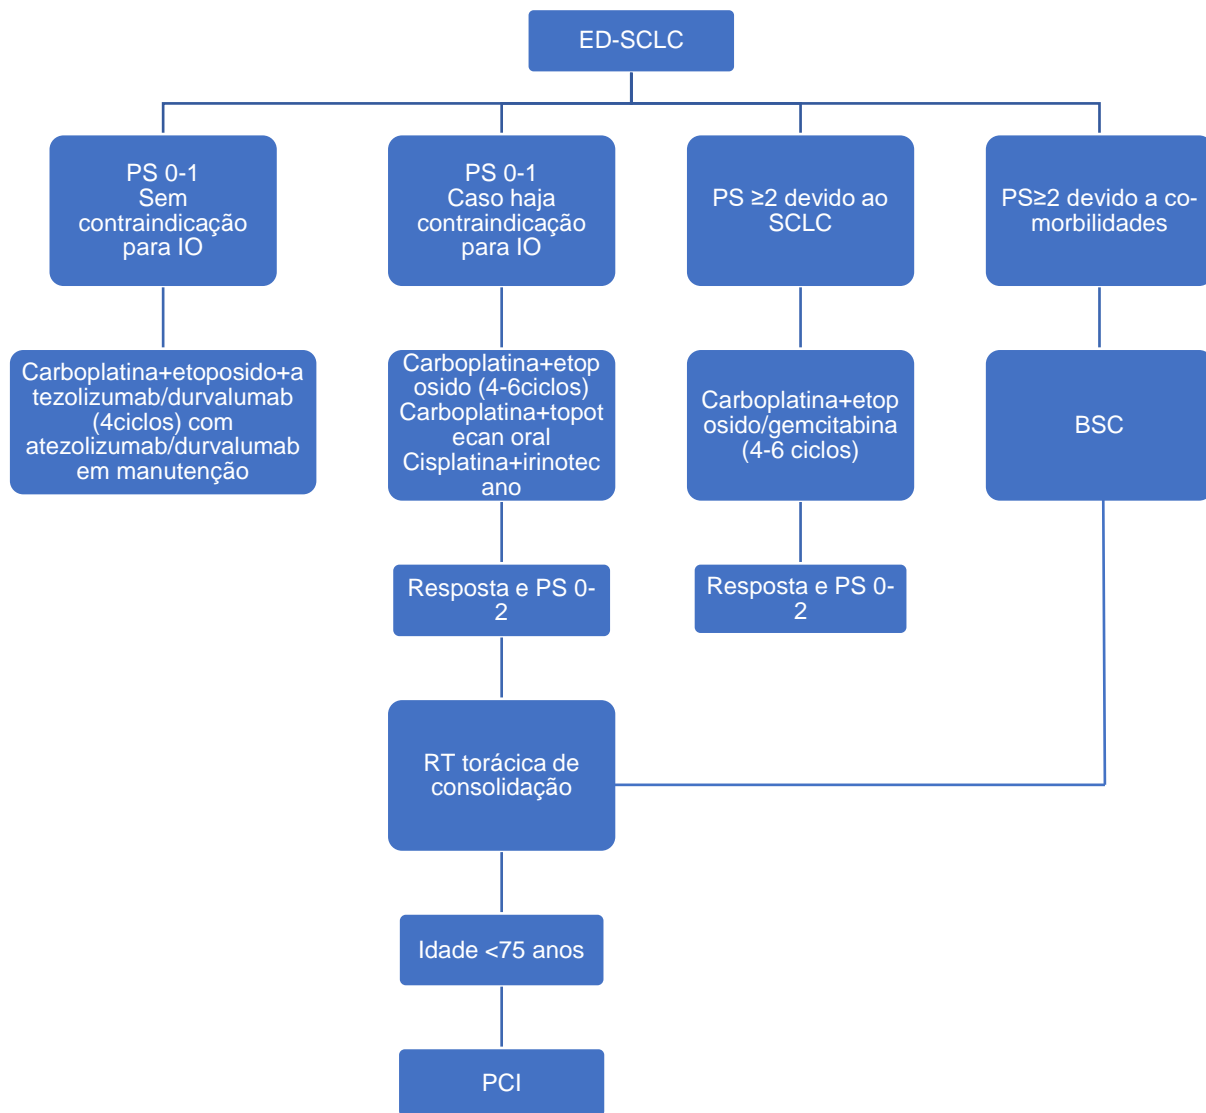 ED-SCLC
PS 0-1
Sem
contraindicação
para IO
PS 0-1
Caso haja
contraindicação
para IO
PS ≥2 devido ao
SCLC
PS≥2 devido a co-
morbilidades
Carboplatina+etoposido+a
tezolizumab/durvalumab
(4ciclos) com
atezolizumab/durvalumab
em manutenção
Carboplatina+etop
osido (4-6ciclos)
Carboplatina+topot
ecan oral
Cisplatina+irinotec
ano
Carboplatina+etop
osido/gemcitabina
(4-6 ciclos)
BSC
Resposta e PS 0-
2
Resposta e PS 0-
2
RT torácica de
consolidação
Idade <75 anos
PCI